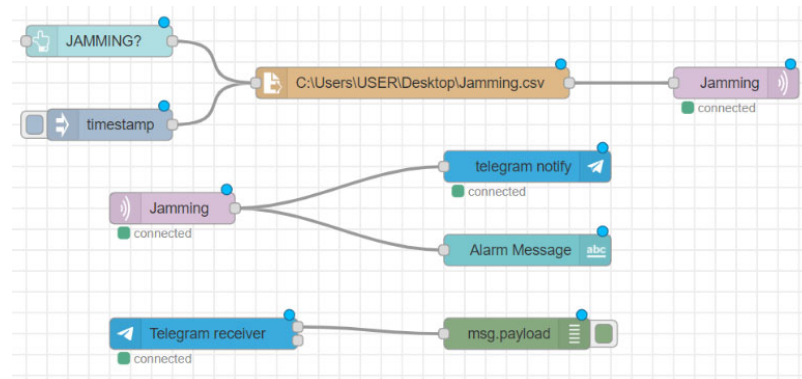 JAMMING?
C:\Users\USER\Desktop\Jamming.csv
Jamming
connected
timestamp
telegram notify
connected
Jamming
connected
Alarm Message
abc
Telegram receiver
connected
msg.payload